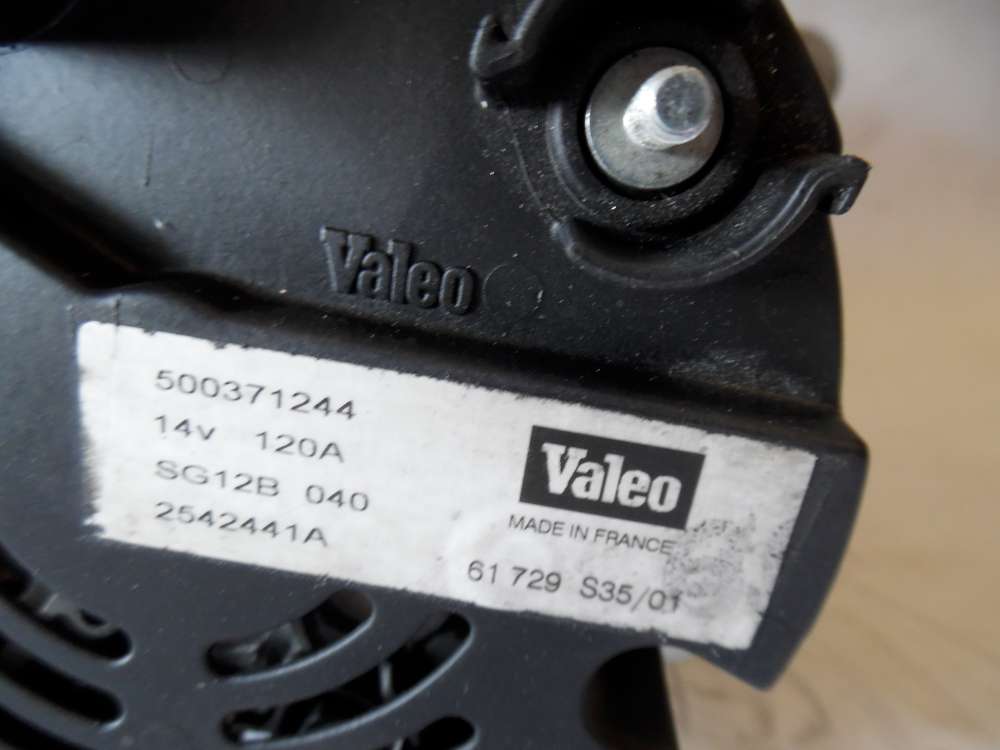 Valeo
500371244
14v 120A
SG12B 040
2542441A
Valeo
MADE IN FRANCE
61 729 S35/01